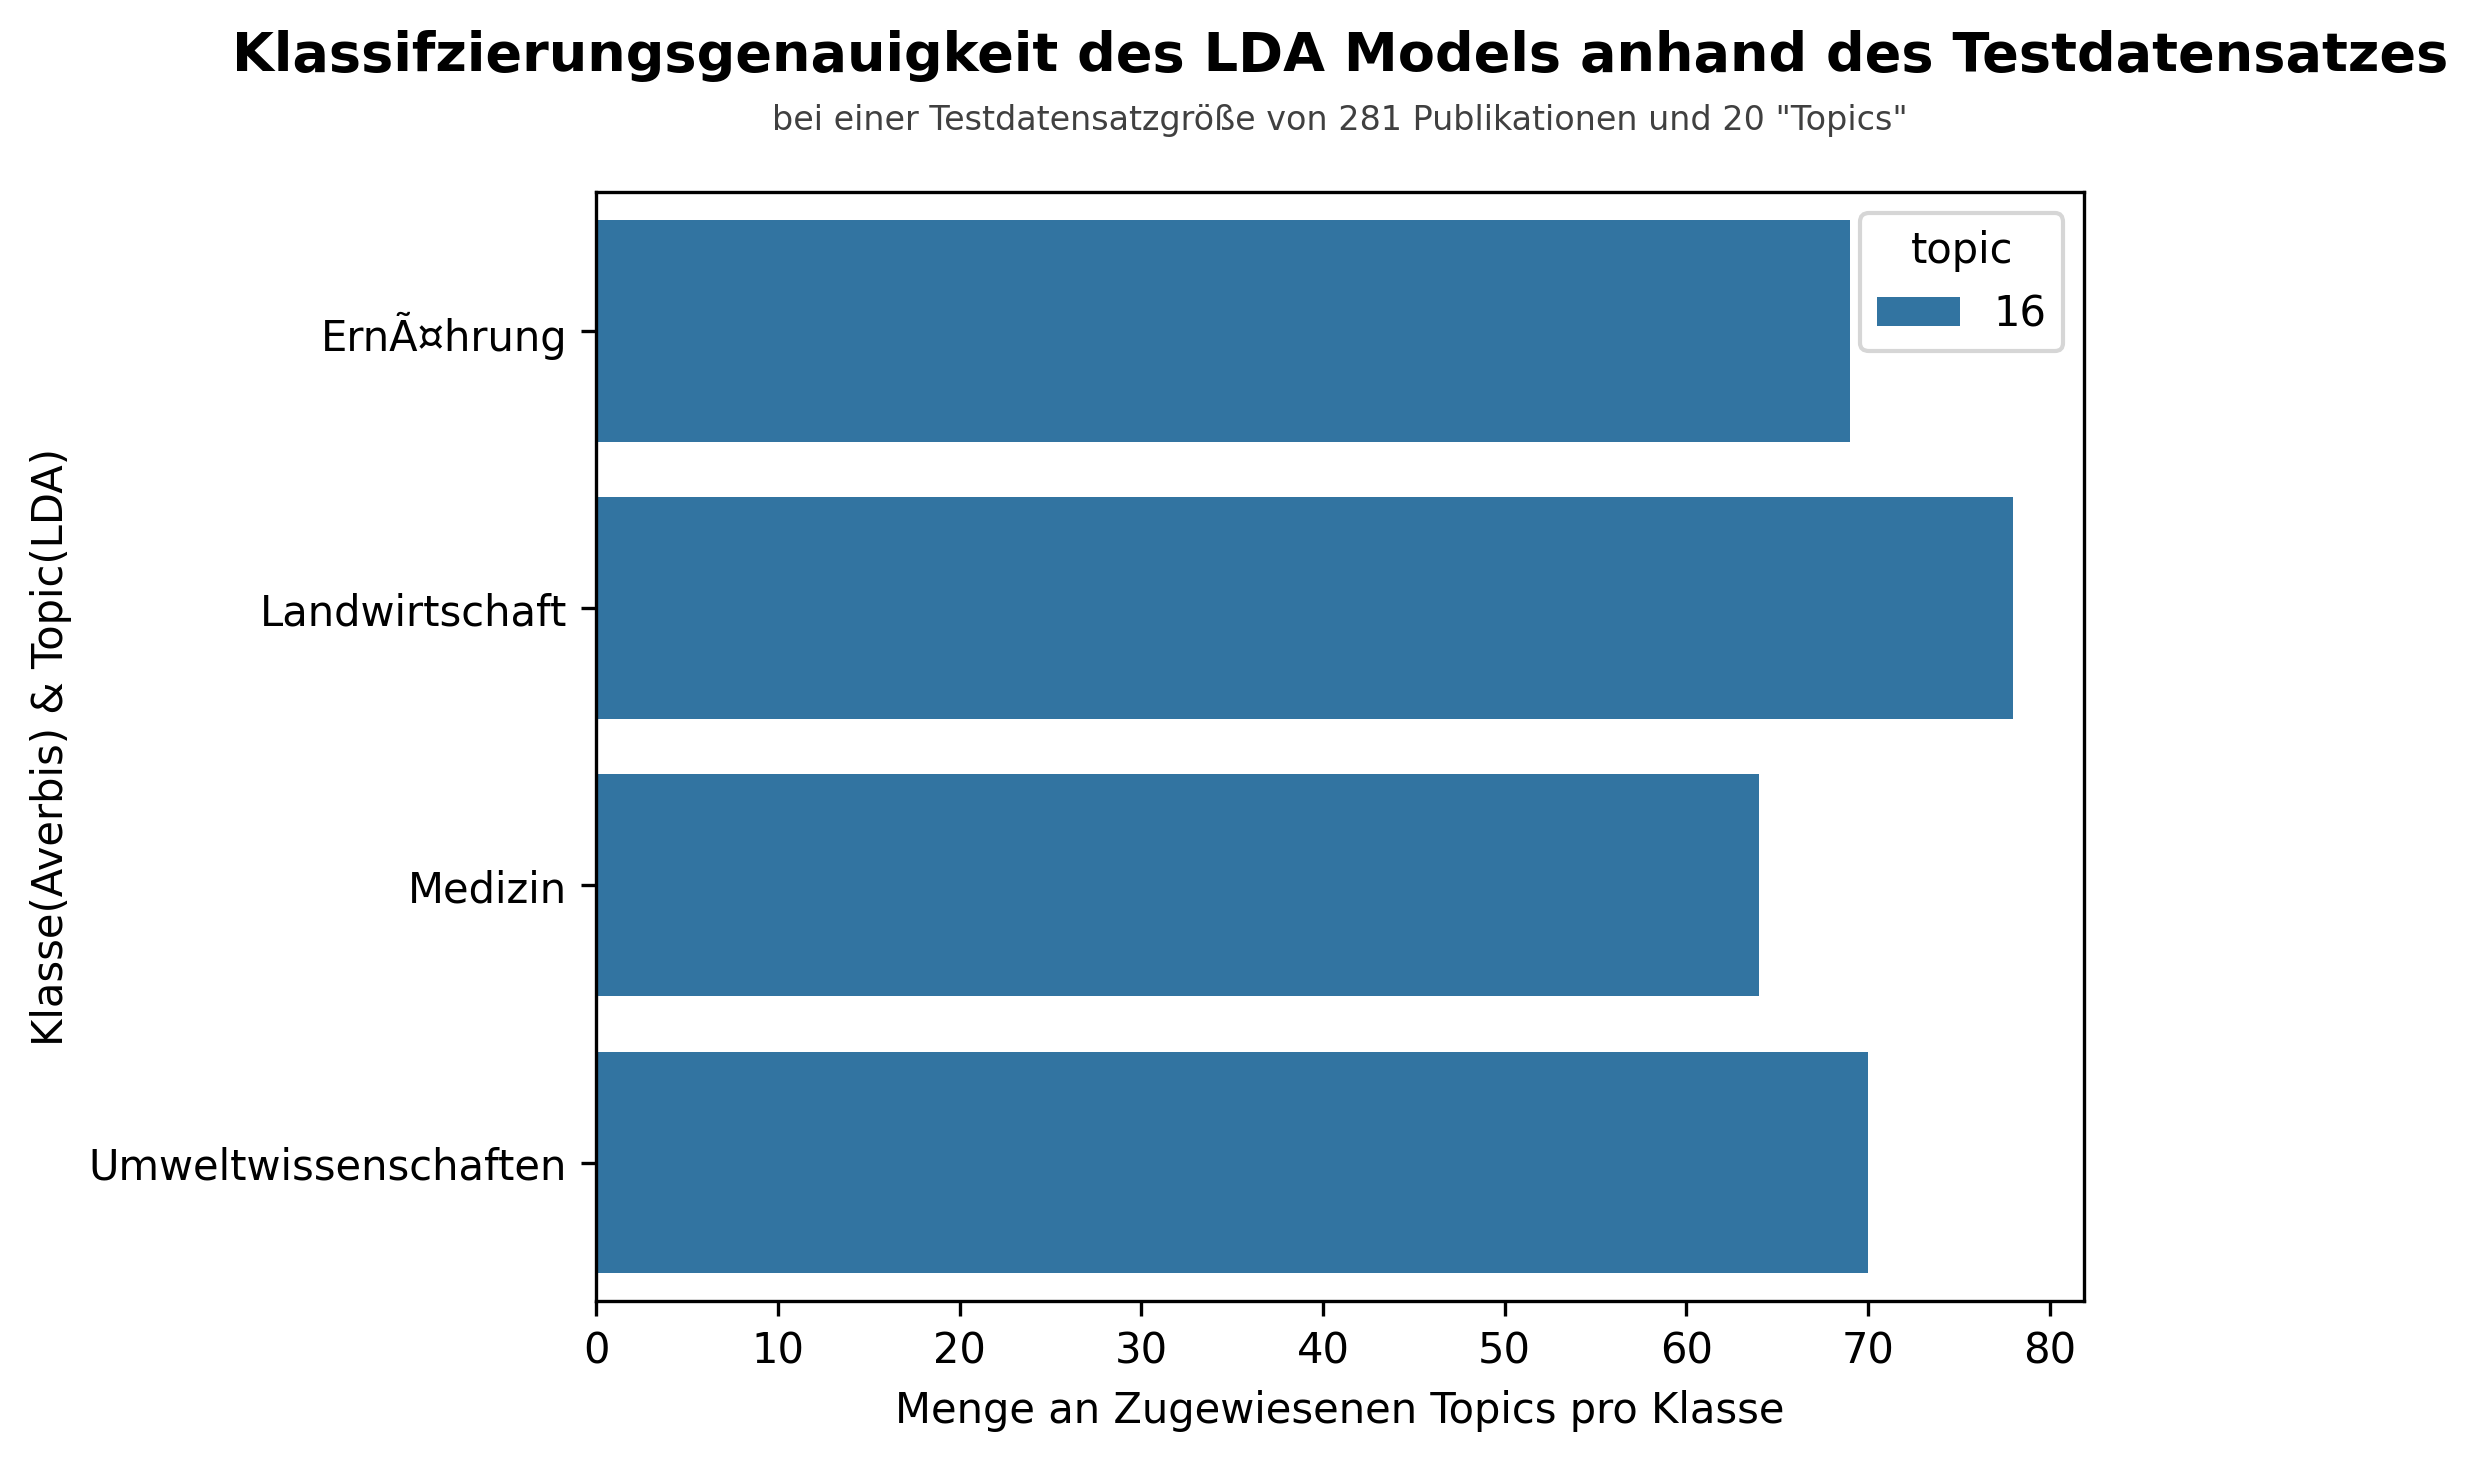 Klassifzierungsgenauigkeit des LDA Models anhand des Testdatensatzes
bei einer Testdatensatzgröße von 281 Publikationen und 20 "Topics"
topic
16
ErnÃ¤hrung
Landwirtschaft
Medizin
Umweltwissenschaften
Klasse(Averbis) & Topic(LDA)
0 10 20 30 40 50 60 70 80
Menge an Zugewiesenen Topics pro Klasse